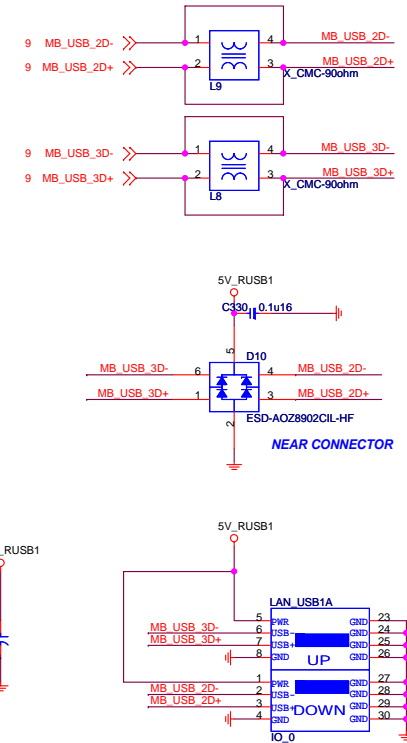 9 MB_USB_2D- 1 4 MB_USB_2D-
9 MB_USB_2D+ 2 3 MB_USB_2D+
L9 X_CMC-90ohm
9 MB_USB_3D- 1 4 MB_USB_3D-
9 MB_USB_3D+ 2 3 MB_USB_3D+
L8 X_CMC-90ohm
5V_RUSB1
C330 0.1u16
5 D10
MB_USB_3D- 6 4 MB_USB_2D-
MB_USB_3D+ 1 3 MB_USB_2D+
2 ESD-AOZ8902CIL-HF
NEAR CONNECTOR
5V_RUSB1
_RUSB1
LAN_USB1A
5 PWR GND 23
MB_USB_3D- 6 USB- GND 24
MB_USB_3D+ 7 USB+ GND 25
8 GND GND 26
UP
1 PWR GND 27
MB_USB_2D- 2 USB- GND 28
MB_USB_2D+ 3 USB+ GND 29
DOWN
4 GND GND 30
IO_0